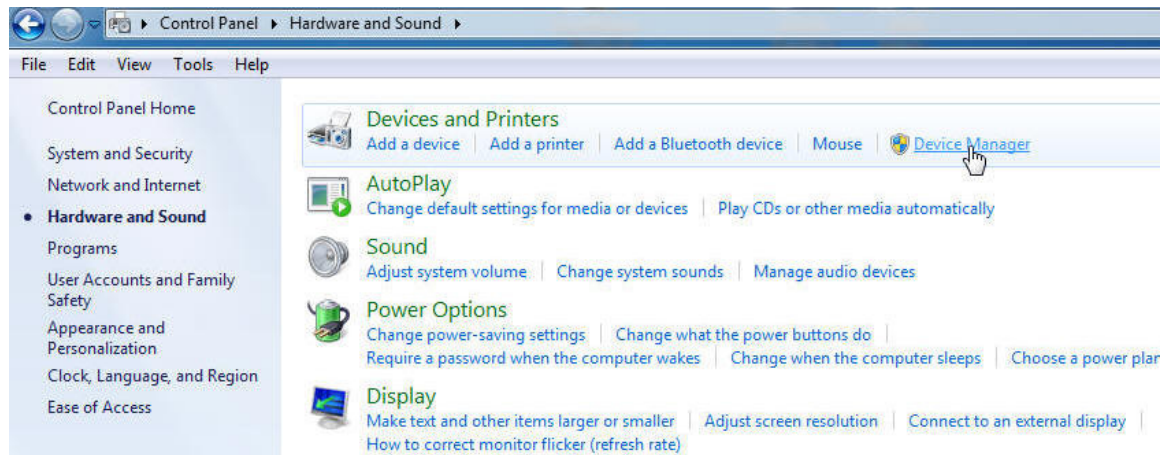 Control Panel ▸ Hardware and Sound ▸
File Edit View Tools Help
Control Panel Home
System and Security
Network and Internet
Hardware and Sound
Programs
User Accounts and Family
Safety
Appearance and
Personalization
Clock, Language, and Region
Ease of Access
Devices and Printers
Add a device | Add a printer | Add a Bluetooth device | Mouse | Device Manager
AutoPlay
Change default settings for media or devices | Play CDs or other media automatically
Sound
Adjust system volume | Change system sounds | Manage audio devices
Power Options
Change power-saving settings | Change what the power buttons do |
Require a password when the computer wakes | Change when the computer sleeps | Choose a power plan
Display
Make text and other items larger or smaller | Adjust screen resolution | Connect to an external display |
How to correct monitor flicker (refresh rate)